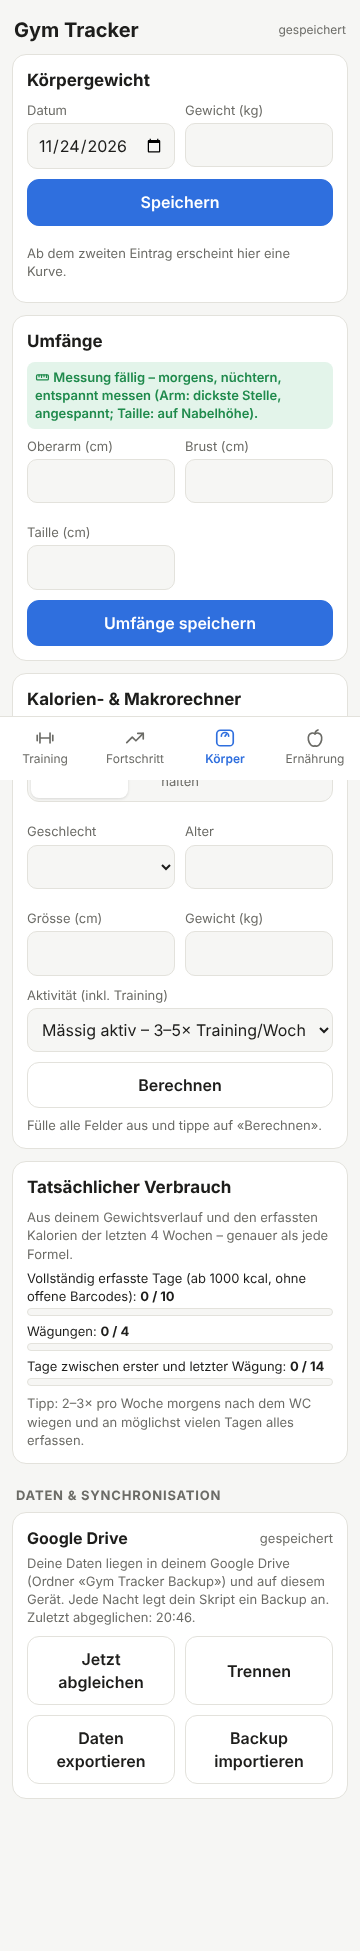 Gym Tracker
gespeichert
Körpergewicht
Datum
Gewicht (kg)
11/24/2026
Speichern
Ab dem zweiten Eintrag erscheint hier eine
Kurve.
Umfänge
Messung fällig – morgens, nüchtern,
entspannt messen (Arm: dickste Stelle,
angespannt; Taille: auf Nabelhöhe).
Oberarm (cm)
Brust (cm)
Taille (cm)
Umfänge speichern
Kalorien- & Makrorechner
Training
Fortschritt
Körper
Ernährung
halten
Geschlecht
Alter
Grösse (cm)
Gewicht (kg)
Aktivität (inkl. Training)
Mässig aktiv – 3–5× Training/Woch
Berechnen
Fülle alle Felder aus und tippe auf «Berechnen».
Tatsächlicher Verbrauch
Aus deinem Gewichtsverlauf und den erfassten
Kalorien der letzten 4 Wochen – genauer als jede
Formel.
Vollständig erfasste Tage (ab 1000 kcal, ohne
offene Barcodes): 0 / 10
Wägungen: 0 / 4
Tage zwischen erster und letzter Wägung: 0 / 14
Tipp: 2–3× pro Woche morgens nach dem WC
wiegen und an möglichst vielen Tagen alles
erfassen.
DATEN & SYNCHRONISATION
Google Drive
gespeichert
Deine Daten liegen in deinem Google Drive
(Ordner «Gym Tracker Backup») und auf diesem
Gerät. Jede Nacht legt dein Skript ein Backup an.
Zuletzt abgeglichen: 20:46.
Jetzt
abgleichen
Trennen
Daten
exportieren
Backup
importieren